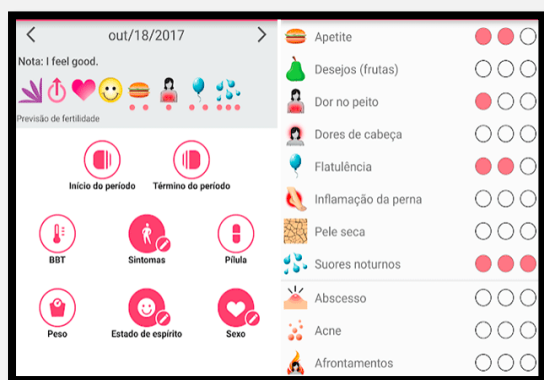 out/18/2017
Nota: I feel good.
Previsão de fertilidade
Início do período
Término do período
BBT
Sintomas
Pílula
Peso
Estado de espírito
Sexo
Apetite
Desejos (frutas)
Dor no peito
Dores de cabeça
Flatulência
Inflamação da perna
Pele seca
Suores noturnos
Abscesso
Acne
Afrontamentos